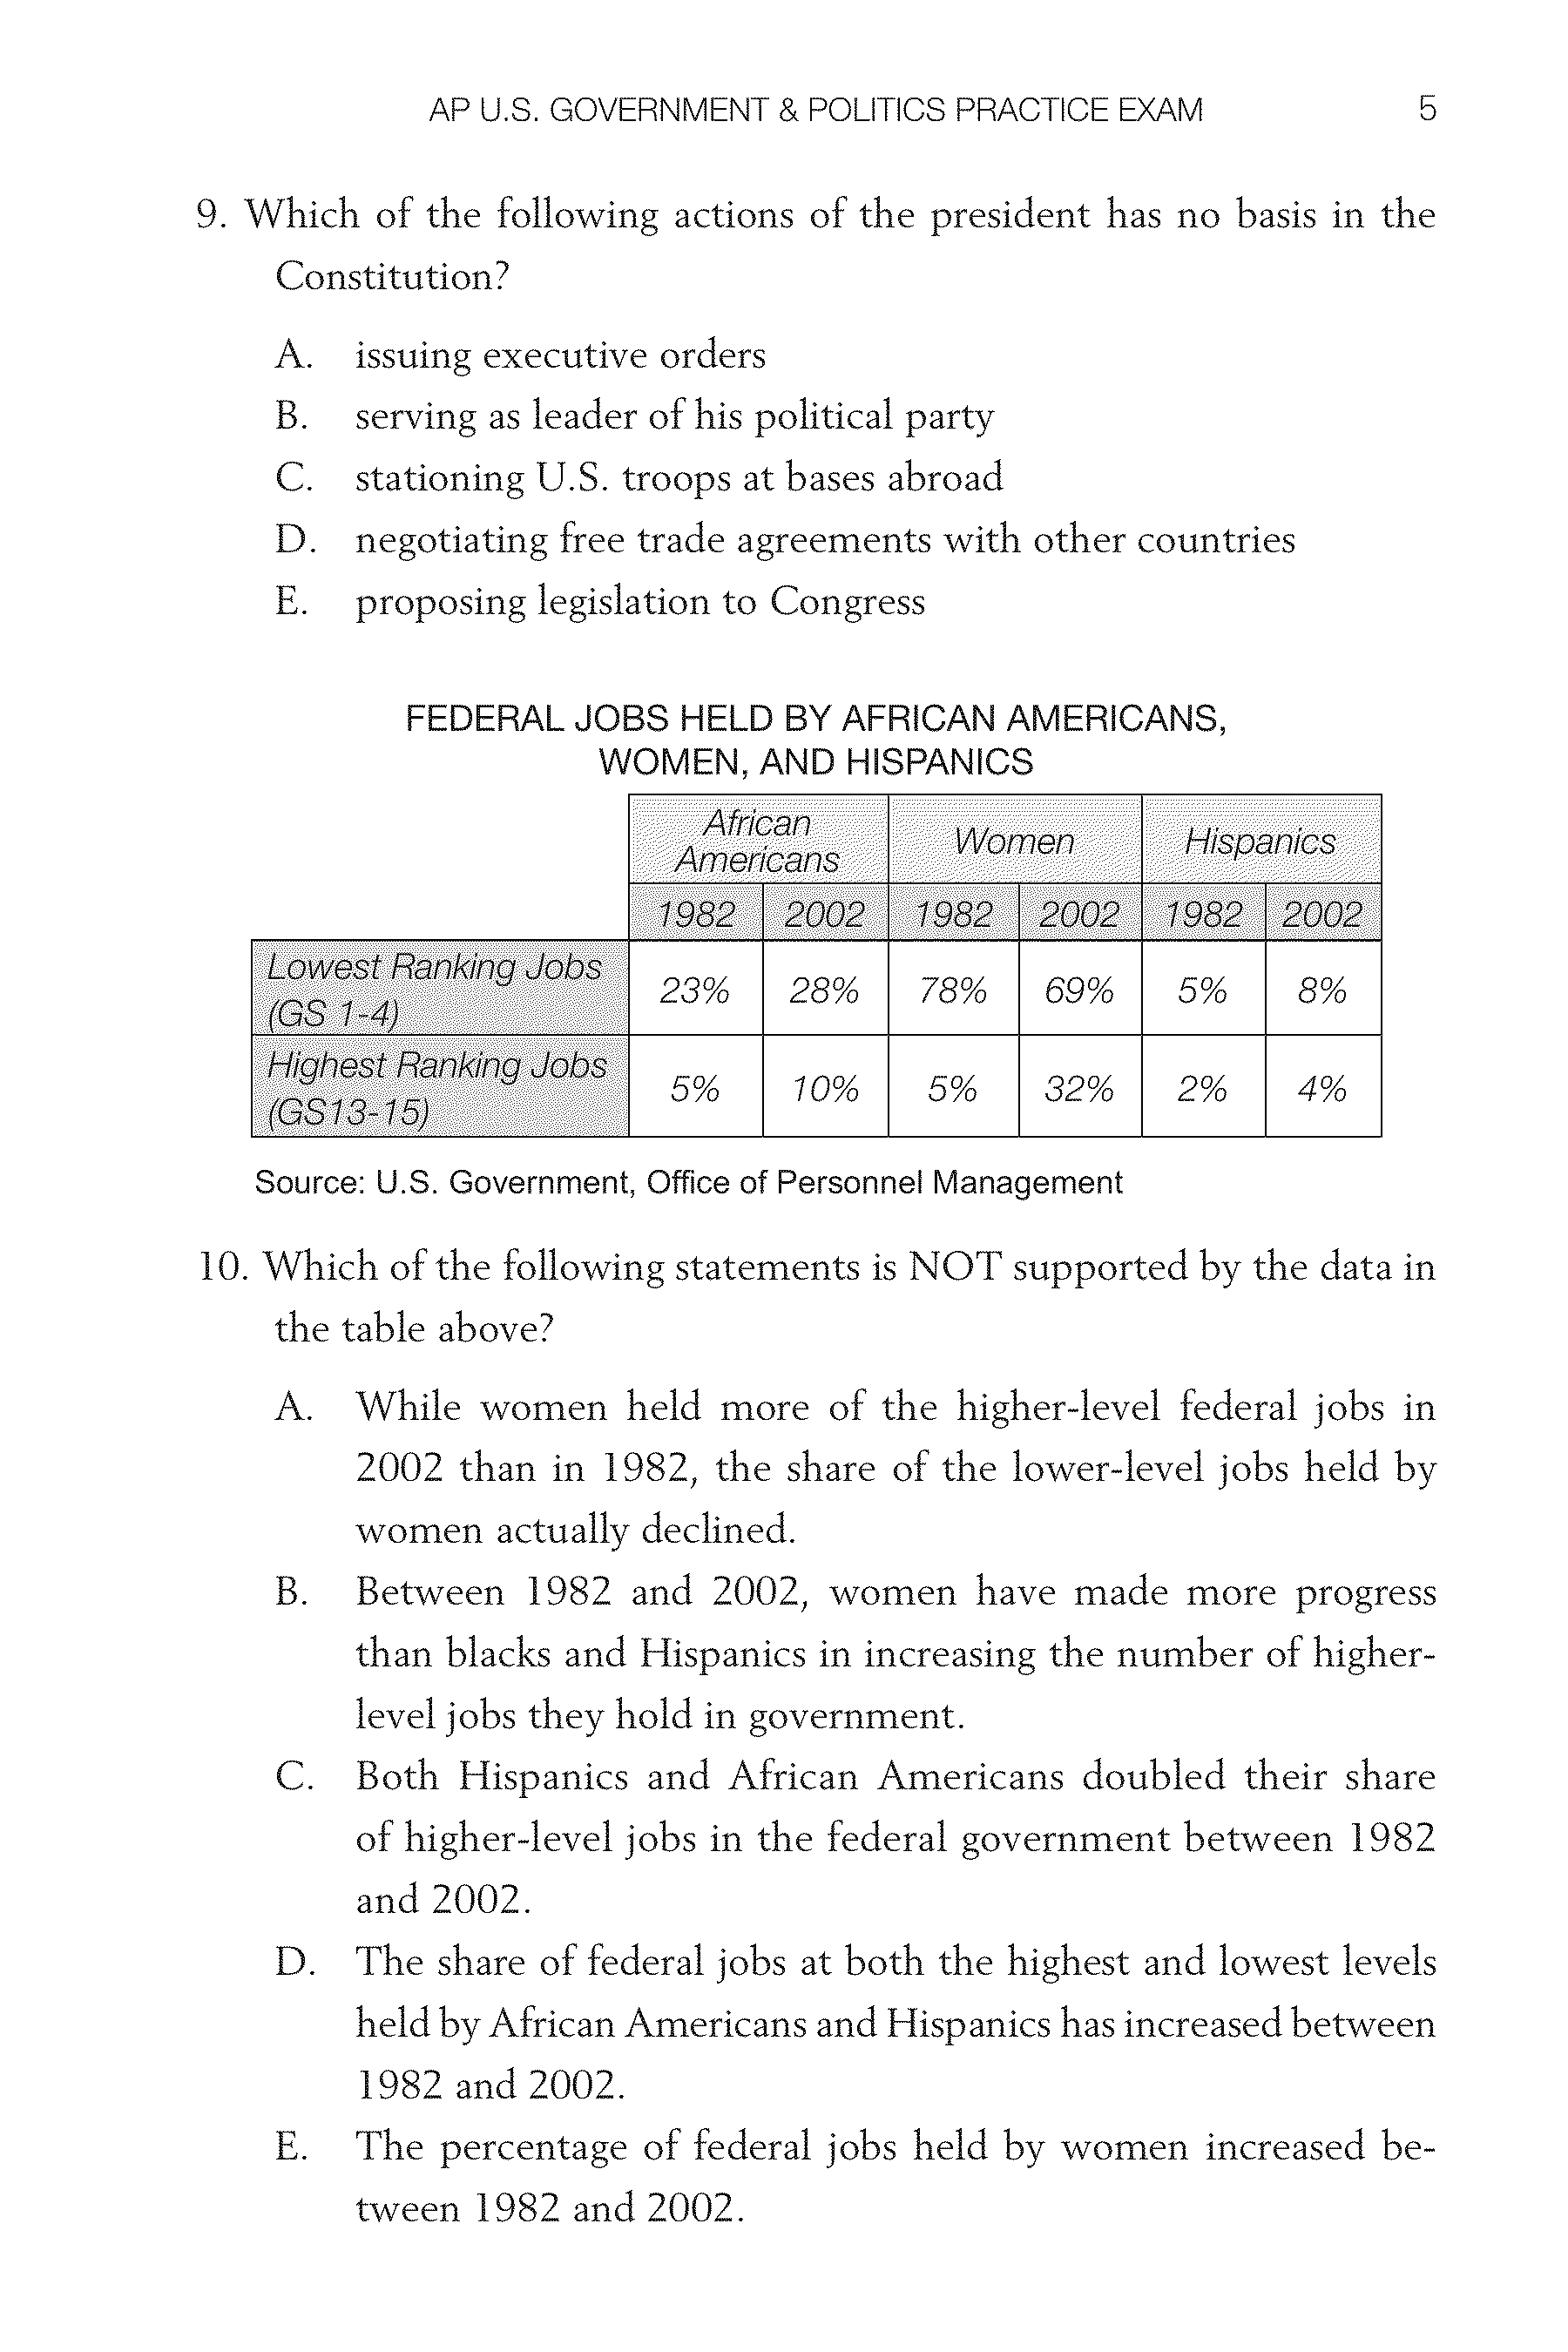 AP U.S. GOVERNMENT & POLITICS PRACTICE EXAM 5
9. Which of the following actions of the president has no basis in the
Constitution?
A. issuing executive orders
B. serving as leader of his political party
C. stationing U.S. troops at bases abroad
D. negotiating free trade agreements with other countries
E. proposing legislation to Congress
FEDERAL JOBS HELD BY AFRICAN AMERICANS,
WOMEN, AND HISPANICS
African
Americans Women Hispanics
1982 2002 1982 2002 1982 2002
Lowest Ranking Jobs
(GS 1-4) 23% 28% 78% 69% 5% 8%
Highest Ranking Jobs
(GS13-15) 5% 10% 5% 32% 2% 4%
Source: U.S. Government, Office of Personnel Management
10. Which of the following statements is NOT supported by the data in
the table above?
A. While women held more of the higher-level federal jobs in
2002 than in 1982, the share of the lower-level jobs held by
women actually declined.
B. Between 1982 and 2002, women have made more progress
than blacks and Hispanics in increasing the number of higher-
level jobs they hold in government.
C. Both Hispanics and African Americans doubled their share
of higher-level jobs in the federal government between 1982
and 2002.
D. The share of federal jobs at both the highest and lowest levels
held by African Americans and Hispanics has increased between
1982 and 2002.
E. The percentage of federal jobs held by women increased be-
tween 1982 and 2002.